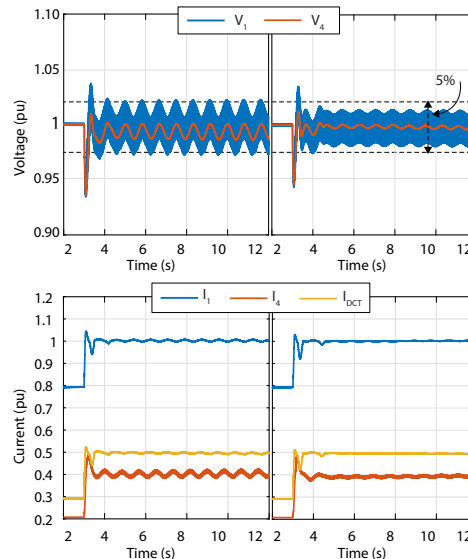 V1 V4
1.10
1.05
1
0.95
0.90
Voltage (pu)
5%
2 4 6 8 10 12
2 4 6 8 10 12
Time (s)
Time (s)
I1 I4 IDCT
1.2
1.1
1
0.9
0.8
0.7
0.6
0.5
0.4
0.3
0.2
Current (pu)
2 4 6 8 10 12
2 4 6 8 10 12
Time (s)
Time (s)